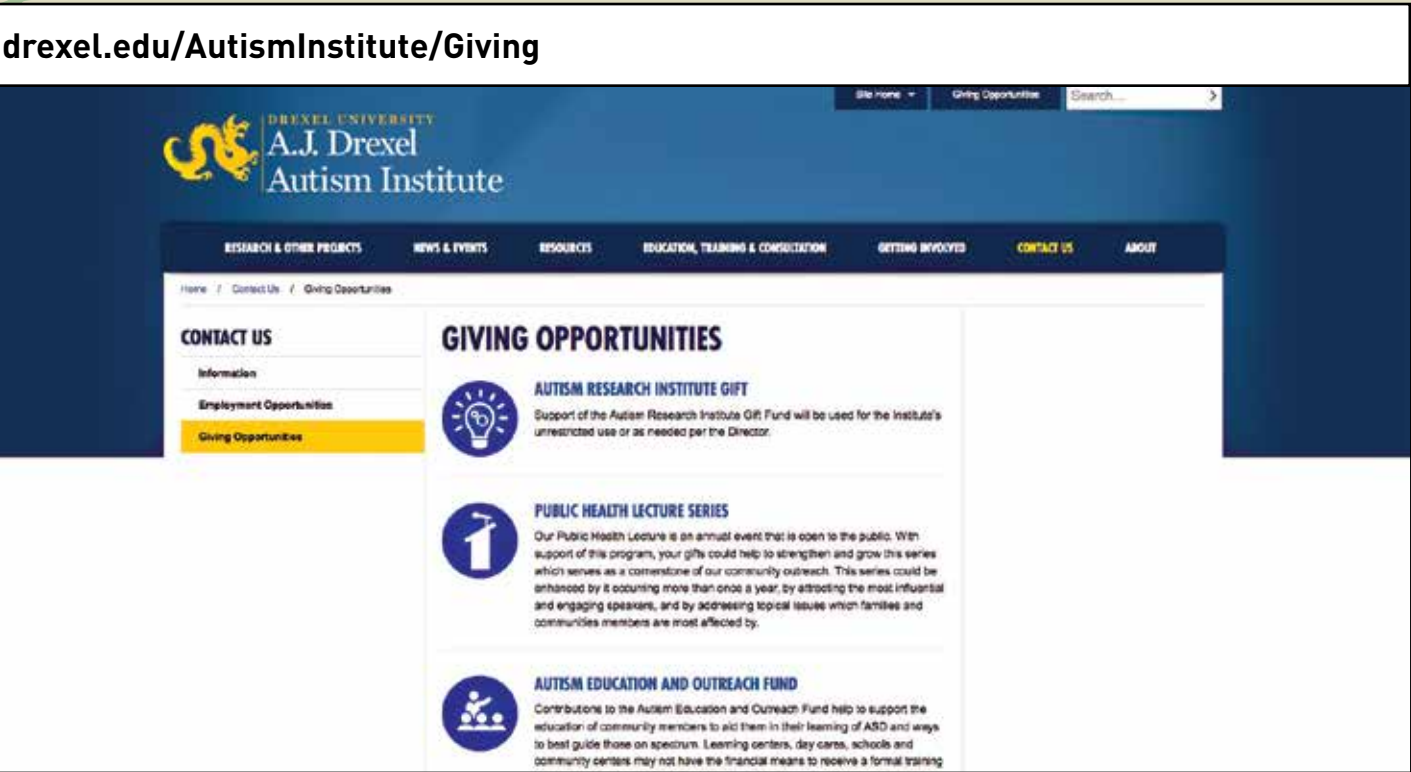 drexel.edu/AutismInstitute/Giving
Site Home
Giving Opportunities
Search...
DREXEL UNIVERSITY
A.J. Drexel
Autism Institute
RESEARCH & OTHER PROJECTS
NEWS & EVENTS
RESOURCES
EDUCATION, TRAINING & CONSULTATION
GETTING INVOLVED
CONTACT US
ABOUT
Home / Contact Us / Giving Opportunities
CONTACT US
Information
Employment Opportunities
Giving Opportunities
GIVING OPPORTUNITIES
AUTISM RESEARCH INSTITUTE GIFT
Support of the Autism Research Institute Gift Fund will be used for the Institute's
unrestricted use or as needed per the Director.
PUBLIC HEALTH LECTURE SERIES
Our Public Health Lecture is an annual event that is open to the public. With
support of this program, your gifts could help to strengthen and grow this series
which serves as a cornerstone of our community outreach. This series could be
enhanced by it occurring more than once a year, by attracting the most influential
and engaging speakers, and by addressing topical issues which families and
communities members are most affected by.
AUTISM EDUCATION AND OUTREACH FUND
Contributions to the Autism Education and Outreach Fund help to support the
education of community members to aid them in their learning of ASD and ways
to best guide those on spectrum. Learning centers, day cares, schools and
community centers may not have the financial means to receive a formal training